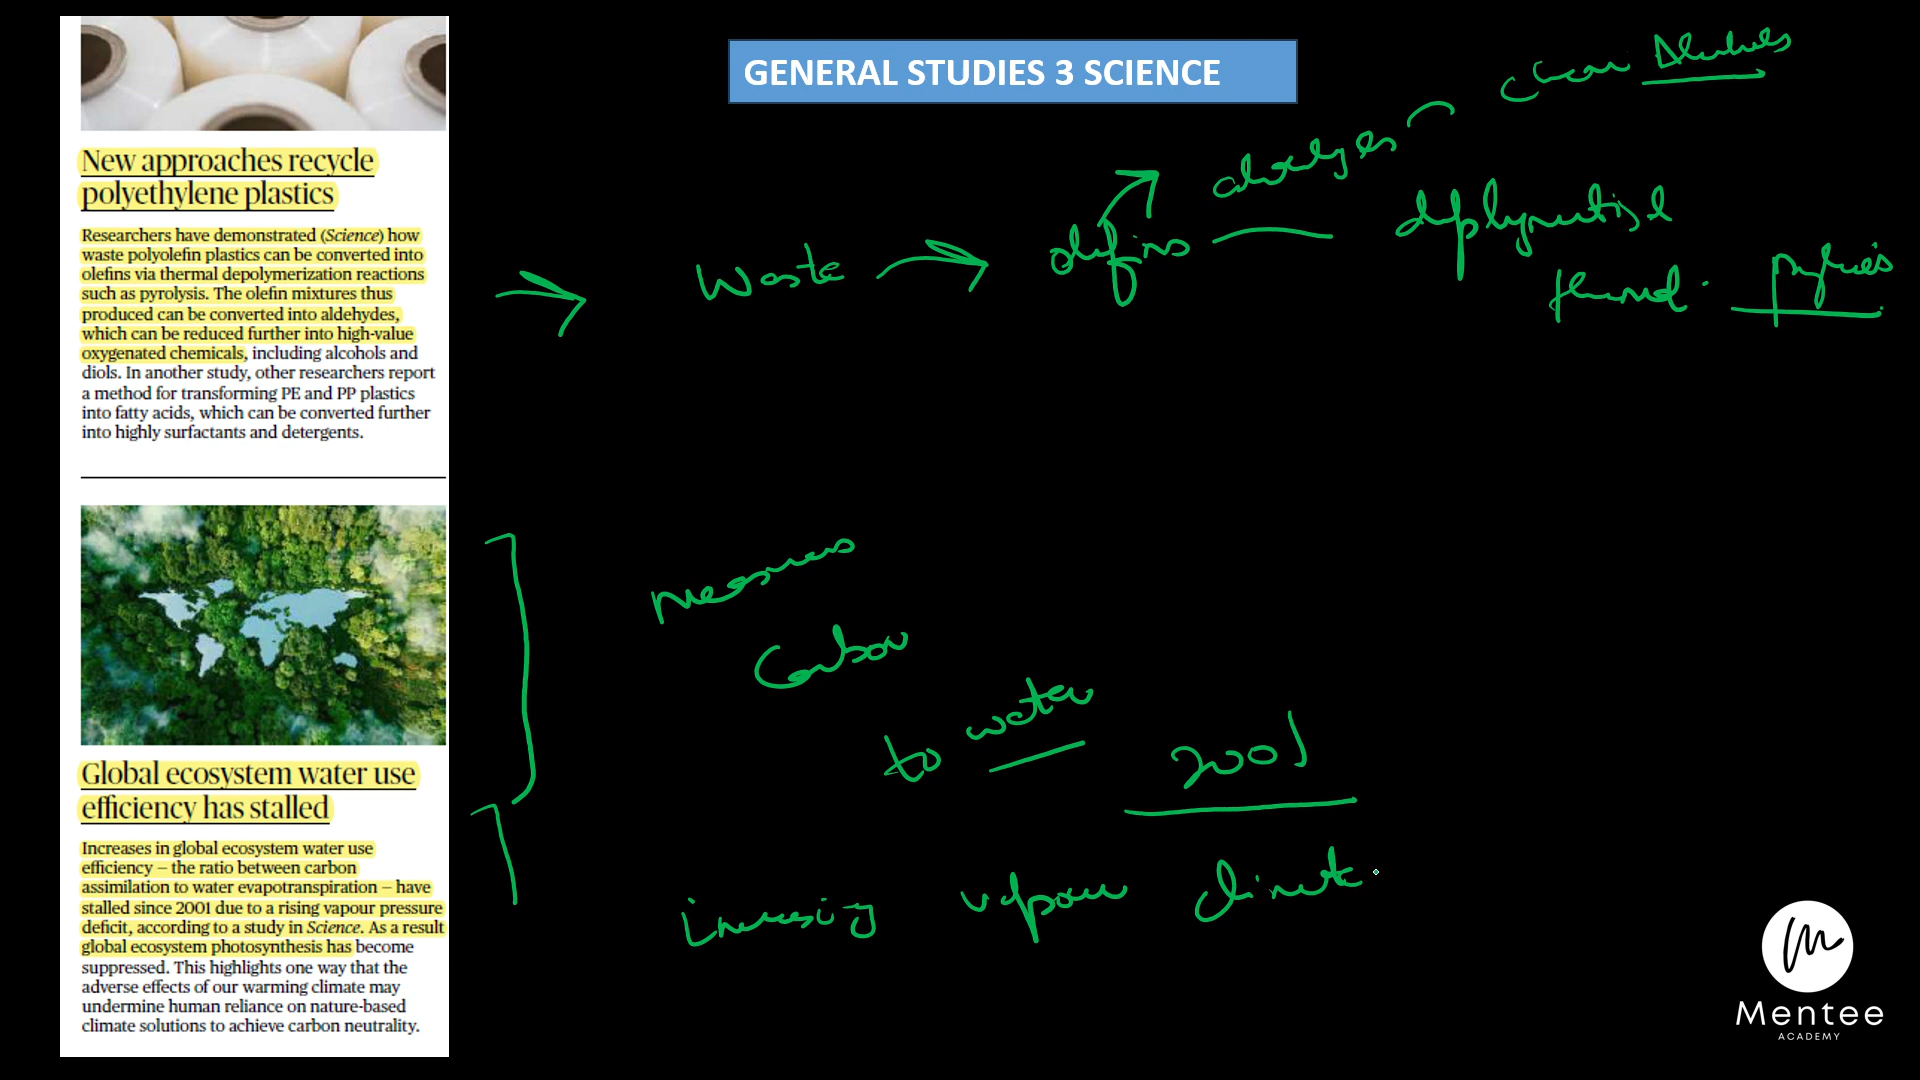 GENERAL STUDIES 3 SCIENCE
New approaches recycle
polyethylene plastics
Researchers have demonstrated (Science) how
waste polyolefin plastics can be converted into
olefins via thermal depolymerization reactions
such as pyrolysis. The olefin mixtures thus
produced can be converted into aldehydes,
which can be reduced further into high-value
oxygenated chemicals, including alcohols and
diols. In another study, other researchers report
a method for transforming PE and PP plastics
into fatty acids, which can be converted further
into highly surfactants and detergents.
Waste
olefins
Global ecosystem water use
efficiency has stalled
Increases in global ecosystem water use
efficiency – the ratio between carbon
assimilation to water evapotranspiration – have
stalled since 2001 due to a rising vapour pressure
deficit, according to a study in Science. As a result
global ecosystem photosynthesis has become
suppressed. This highlights one way that the
adverse effects of our warming climate may
undermine human reliance on nature-based
climate solutions to achieve carbon neutrality.
measures
Carbon
to water
2001
increasing vapour climate.
Mentee
ACADEMY